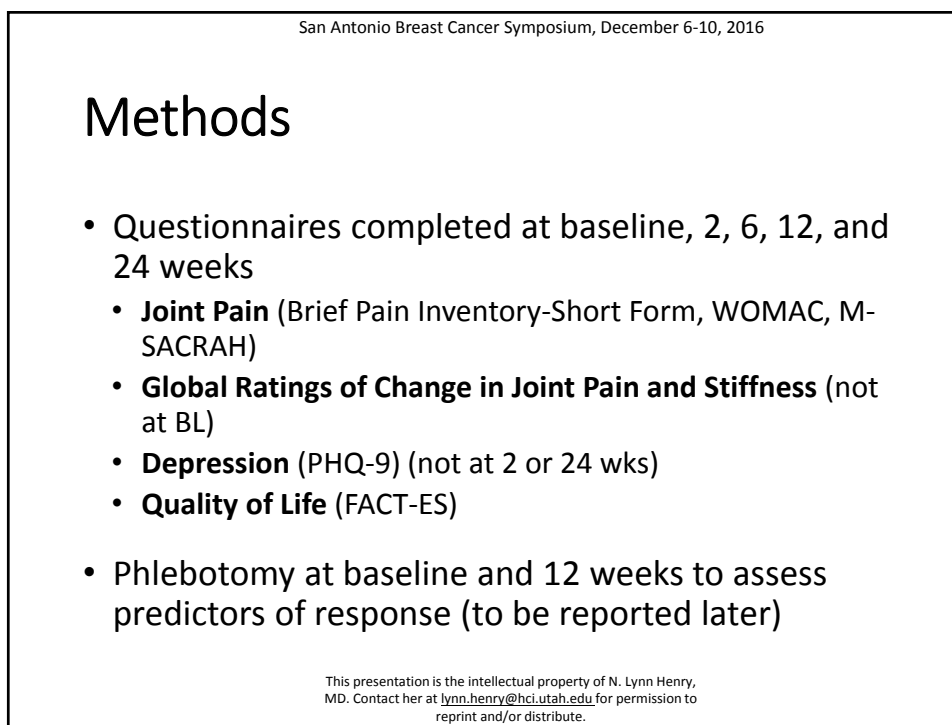 San Antonio Breast Cancer Symposium, December 6-10, 2016
Methods
• Questionnaires completed at baseline, 2, 6, 12, and
24 weeks
• Joint Pain (Brief Pain Inventory-Short Form, WOMAC, M-
SACRAH)
• Global Ratings of Change in Joint Pain and Stiffness (not
at BL)
• Depression (PHQ-9) (not at 2 or 24 wks)
• Quality of Life (FACT-ES)
• Phlebotomy at baseline and 12 weeks to assess
predictors of response (to be reported later)
This presentation is the intellectual property of N. Lynn Henry,
MD. Contact her at lynn.henry@hci.utah.edu for permission to
reprint and/or distribute.